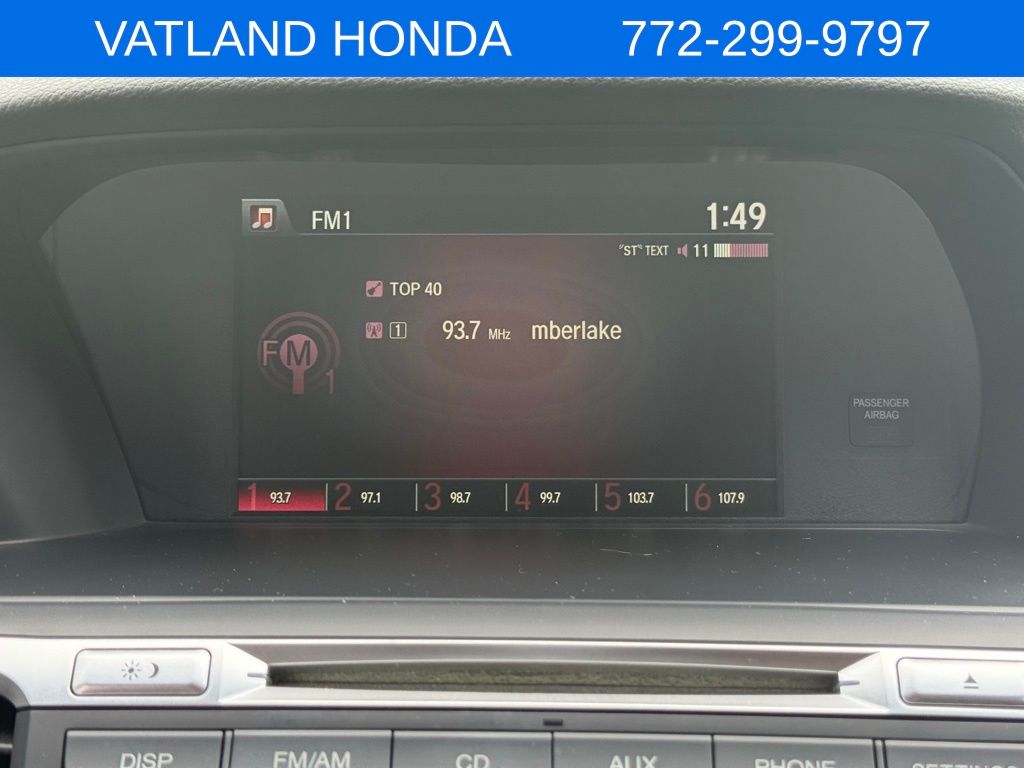 VATLAND HONDA 772-299-9797
FM1 1:49
"ST" TEXT 11
TOP 40
1 93.7 MHz mberlake
FM1
PASSENGER
AIRBAG
1 93.7 2 97.1 3 98.7 4 99.7 5 103.7 6 107.9
DISP FM/AM CD AUX PHONE SETTINGS